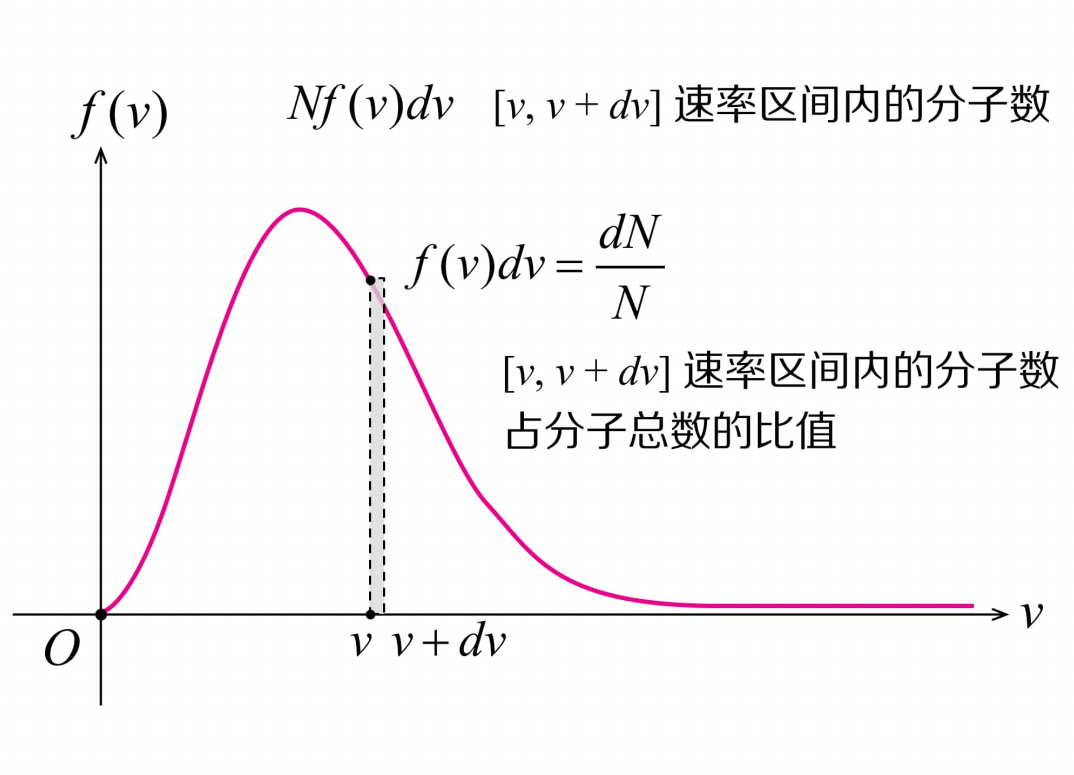 f(v)
Nf(v)dv [v, v + dv] 速率区间内的分子数
f(v)dv = dN/N
[v, v + dv] 速率区间内的分子数
占分子总数的比值
v
O
v v + dv